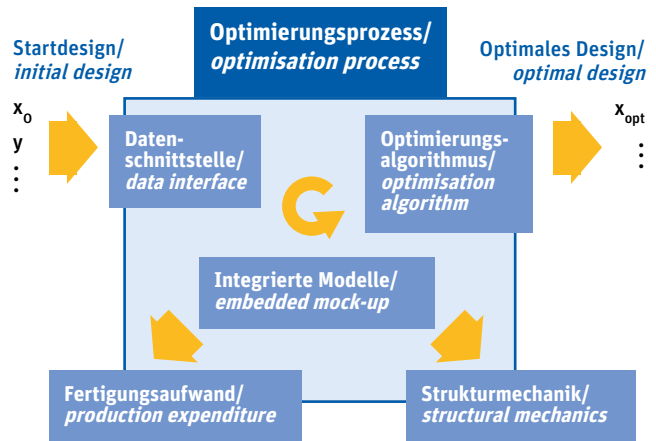 Optimierungsprozess/
optimisation process
Startdesign/
initial design
Optimales Design/
optimal design
x₀
y
⋮
x_opt
⋮
Daten-
schnittstelle/
data interface
Optimierungs-
algorithmus/
optimisation
algorithm
Integrierte Modelle/
embedded mock-up
Fertigungsaufwand/
production expenditure
Strukturmechanik/
structural mechanics